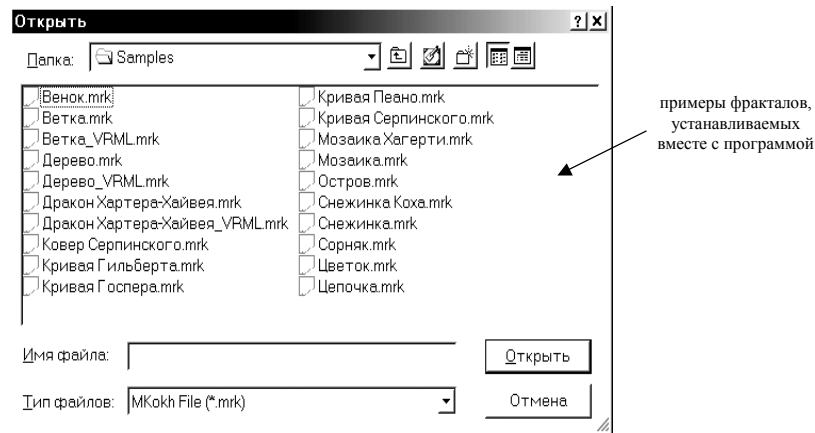 Открыть
Папка: Samples
Венок.mrk
Ветка.mrk
Ветка_VRML.mrk
Дерево.mrk
Дерево_VRML.mrk
Дракон Хартера-Хайвея.mrk
Дракон Хартера-Хайвея_VRML.mrk
Ковер Серпинского.mrk
Кривая Гильберта.mrk
Кривая Госпера.mrk
Кривая Пеано.mrk
Кривая Серпинского.mrk
Мозаика Хагерти.mrk
Мозаика.mrk
Остров.mrk
Снежинка Коха.mrk
Снежинка.mrk
Сорняк.mrk
Цветок.mrk
Цепочка.mrk
Имя файла:
Открыть
Тип файлов: MKokh File (*.mrk)
Отмена
примеры фракталов,
устанавливаемых
вместе с программой